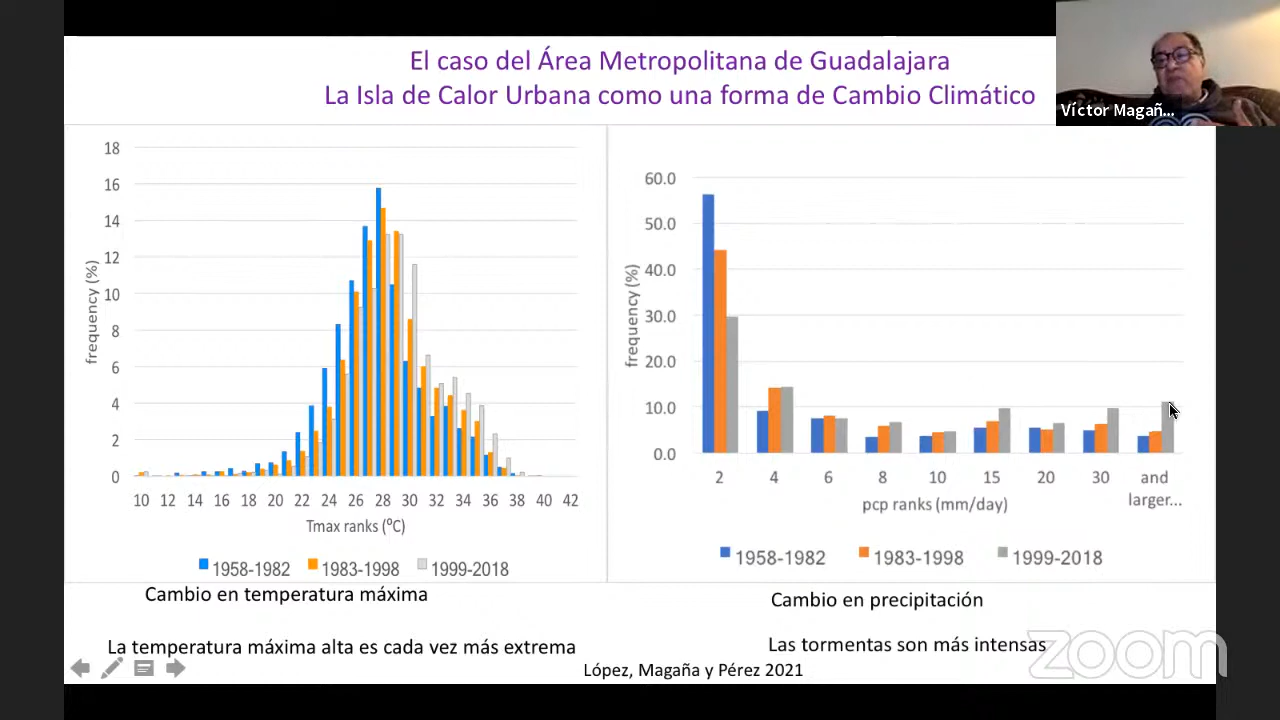 El caso del Área Metropolitana de Guadalajara
La Isla de Calor Urbana como una forma de Cambio Climático
Víctor Magañ...
18
16
14
12
10
8
6
4
2
0
frequency (%)
10 12 14 16 18 20 22 24 26 28 30 32 34 36 38 40 42
Tmax ranks (⁰C)
1958-1982 1983-1998 1999-2018
60.0
50.0
40.0
30.0
20.0
10.0
0.0
frequency (%)
2 4 6 8 10 15 20 30 and
larger...
pcp ranks (mm/day)
1958-1982 1983-1998 1999-2018
Cambio en temperatura máxima
Cambio en precipitación
La temperatura máxima alta es cada vez más extrema
Las tormentas son más intensas
López, Magaña y Pérez 2021
zoom